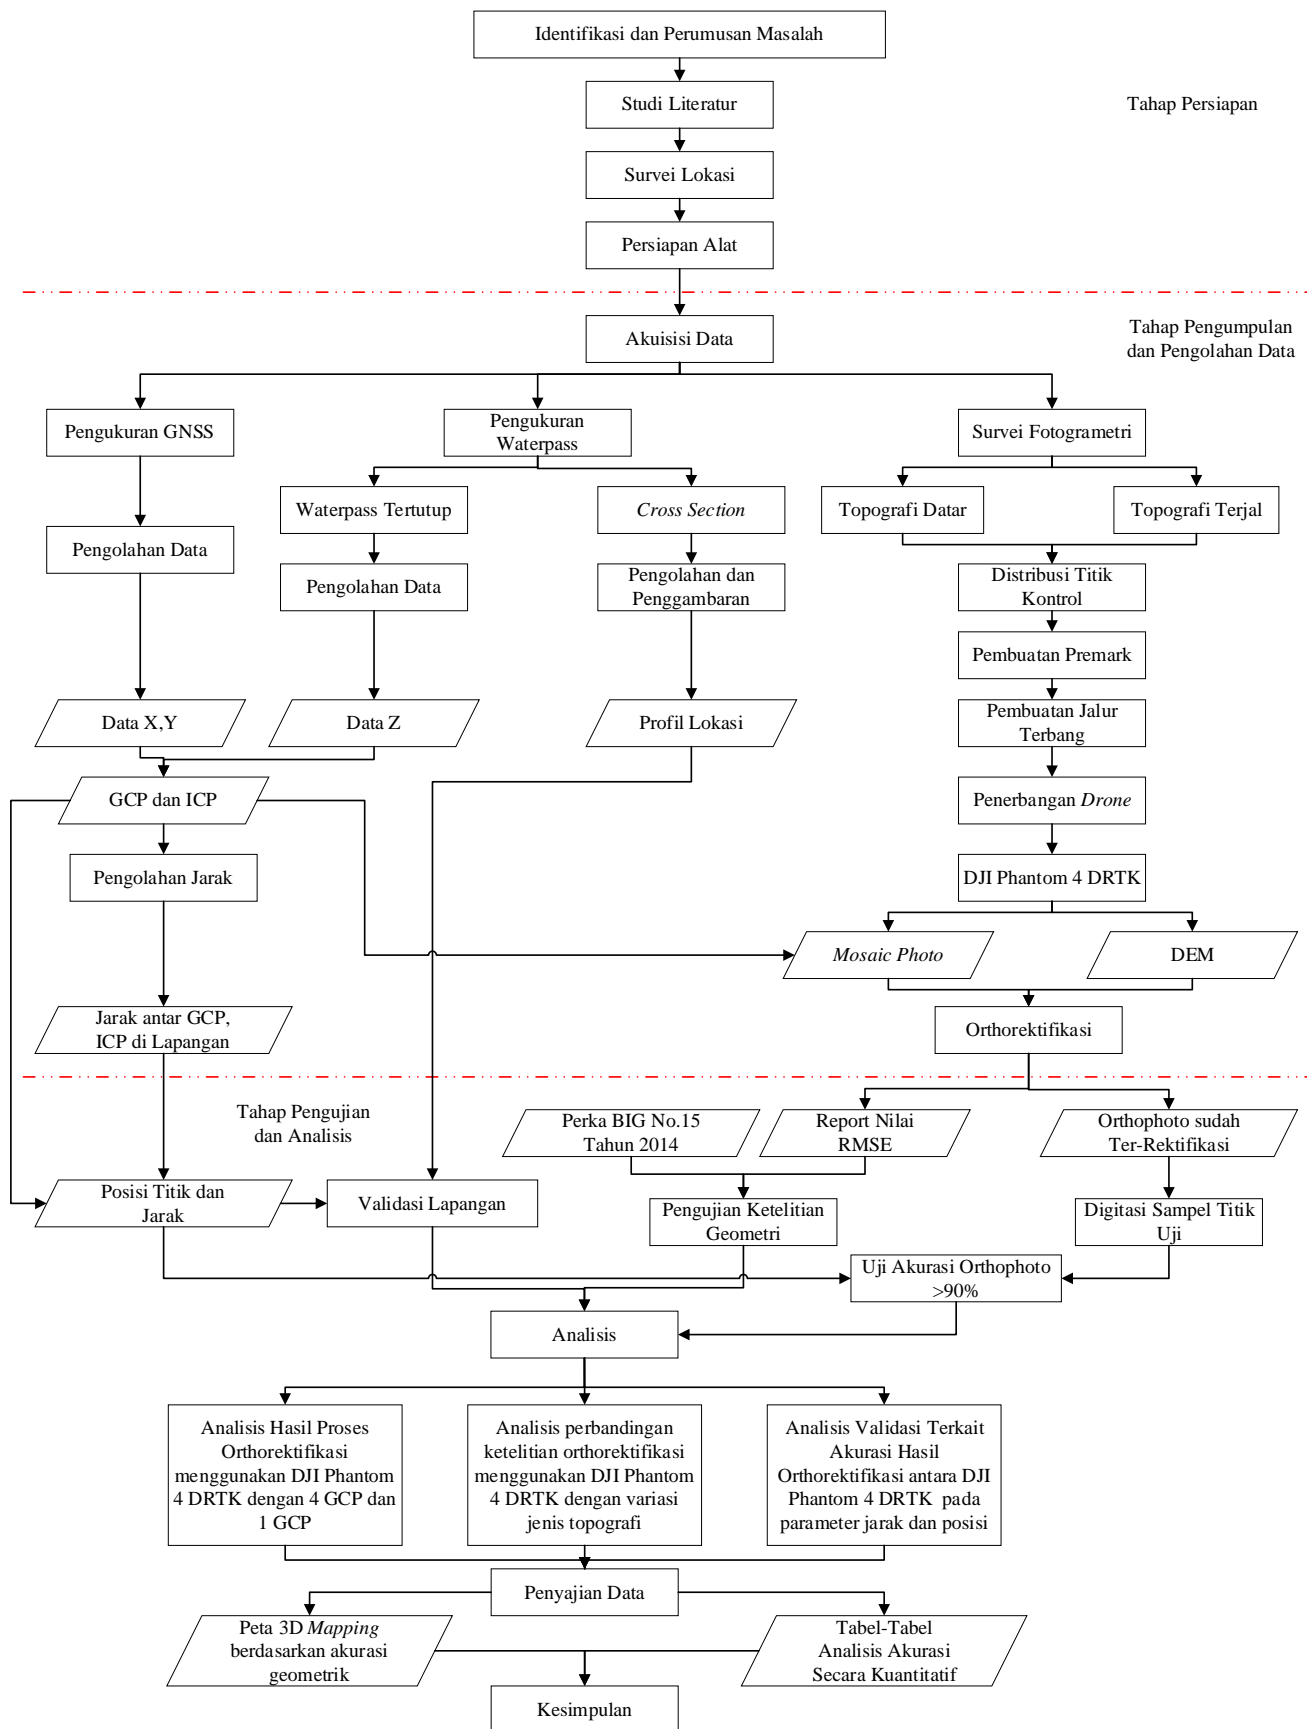 Identifikasi dan Perumusan Masalah
Studi Literatur
Tahap Persiapan
Survei Lokasi
Persiapan Alat
Akuisisi Data
Tahap Pengumpulan
dan Pengolahan Data
Pengukuran GNSS
Pengukuran
Waterpass
Survei Fotogrametri
Waterpass Tertutup
Cross Section
Topografi Datar
Topografi Terjal
Pengolahan Data
Pengolahan Data
Pengolahan dan
Penggambaran
Distribusi Titik
Kontrol
Pembuatan Premark
Data X,Y
Data Z
Profil Lokasi
Pembuatan Jalur
Terbang
GCP dan ICP
Penerbangan Drone
Pengolahan Jarak
DJI Phantom 4 DRTK
Mosaic Photo
DEM
Jarak antar GCP,
ICP di Lapangan
Orthorektifikasi
Tahap Pengujian
dan Analisis
Perka BIG No.15
Tahun 2014
Report Nilai
RMSE
Orthophoto sudah
Ter-Rektifikasi
Posisi Titik dan
Jarak
Validasi Lapangan
Pengujian Ketelitian
Geometri
Digitasi Sampel Titik
Uji
Uji Akurasi Orthophoto
>90%
Analisis
Analisis Hasil Proses
Orthorektifikasi
menggunakan DJI Phantom
4 DRTK dengan 4 GCP dan
1 GCP
Analisis perbandingan
ketelitian orthorektifikasi
menggunakan DJI Phantom
4 DRTK dengan variasi
jenis topografi
Analisis Validasi Terkait
Akurasi Hasil
Orthorektifikasi antara DJI
Phantom 4 DRTK pada
parameter jarak dan posisi
Penyajian Data
Peta 3D Mapping
berdasarkan akurasi
geometrik
Tabel-Tabel
Analisis Akurasi
Secara Kuantitatif
Kesimpulan